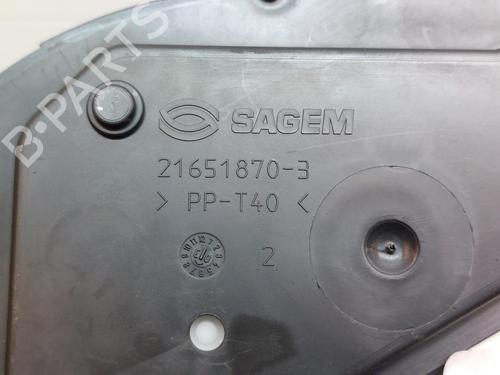 B-PARTS
SAGEM
21651870-3
> PP-T40 <
2